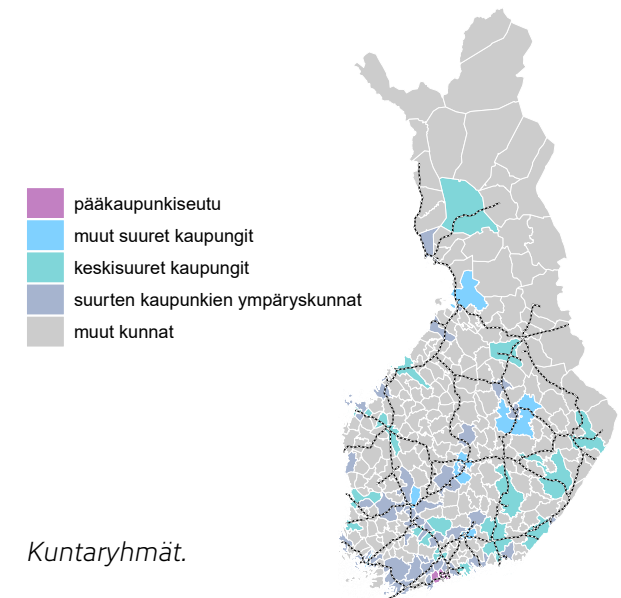 pääkaupunkiseutu
muut suuret kaupungit
keskisuuret kaupungit
suurten kaupunkien ympäryskunnat
muut kunnat
Kuntaryhmät.